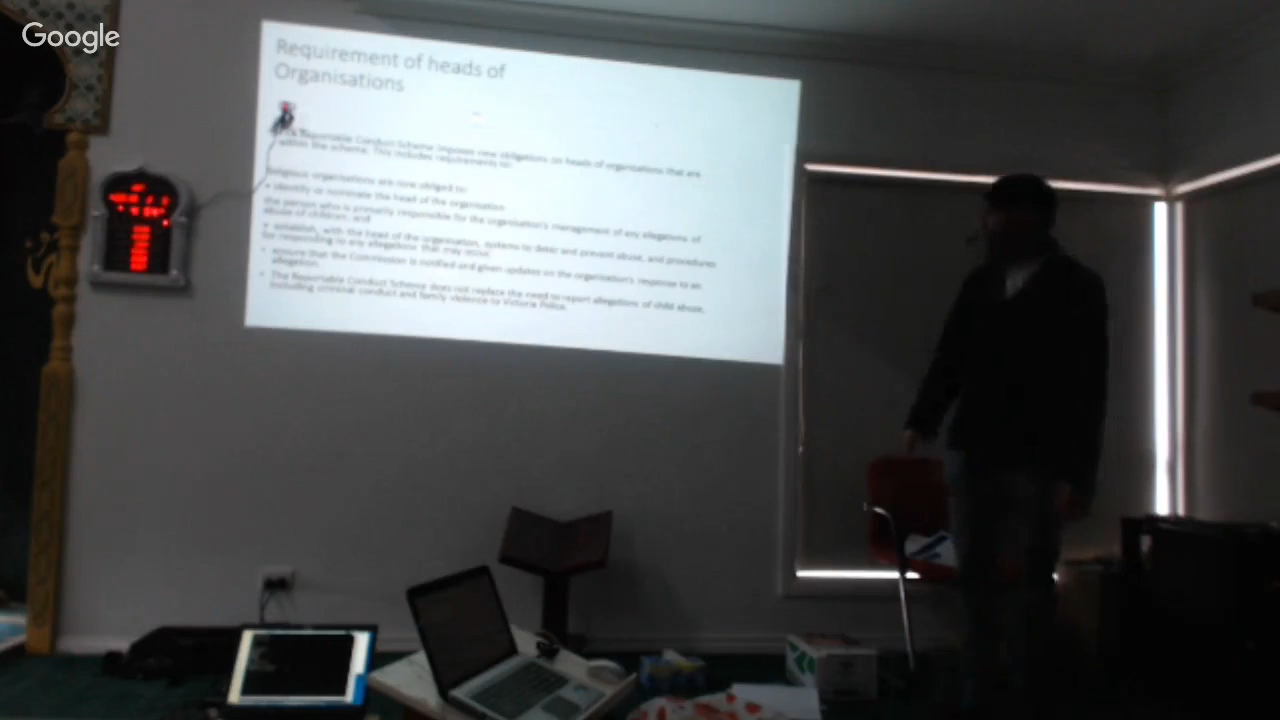 Google
Requirement of heads of
Organisations
Reportable Conduct Scheme imposes new obligations on heads of organisations that are
within the scheme. This includes requirements to:
Religious organisations are now obliged to:
• identify or nominate the head of the organisation
the person who is primarily responsible for the organisation's management of any allegations of
abuse of children; and
• establish, with the head of the organisation, systems to deter and prevent abuse, and procedures
for responding to any allegations that may occur.
• ensure that the Commission is notified and given updates on the organisation's response to an
allegation.
• The Reportable Conduct Scheme does not replace the need to report allegations of child abuse,
including criminal conduct and family violence to Victoria Police.